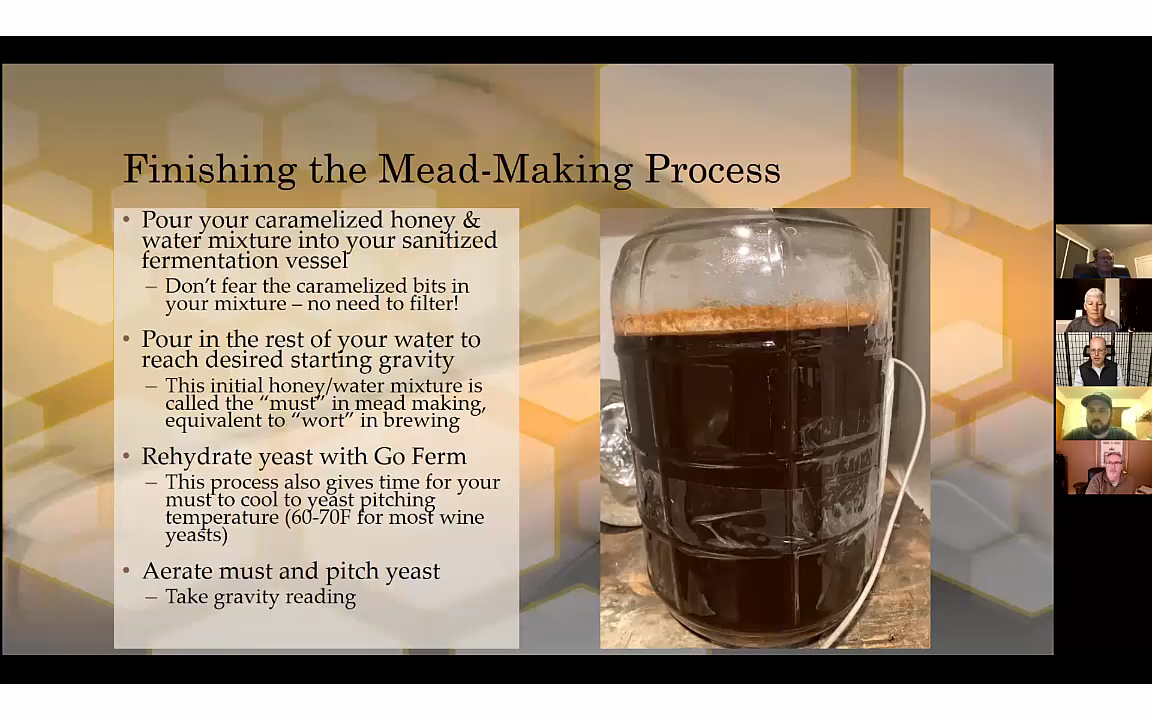 Finishing the Mead-Making Process
• Pour your caramelized honey &
water mixture into your sanitized
fermentation vessel
– Don’t fear the caramelized bits in
your mixture – no need to filter!
• Pour in the rest of your water to
reach desired starting gravity
– This initial honey/water mixture is
called the “must” in mead making,
equivalent to “wort” in brewing
• Rehydrate yeast with Go Ferm
– This process also gives time for your
must to cool to yeast pitching
temperature (60-70F for most wine
yeasts)
• Aerate must and pitch yeast
– Take gravity reading